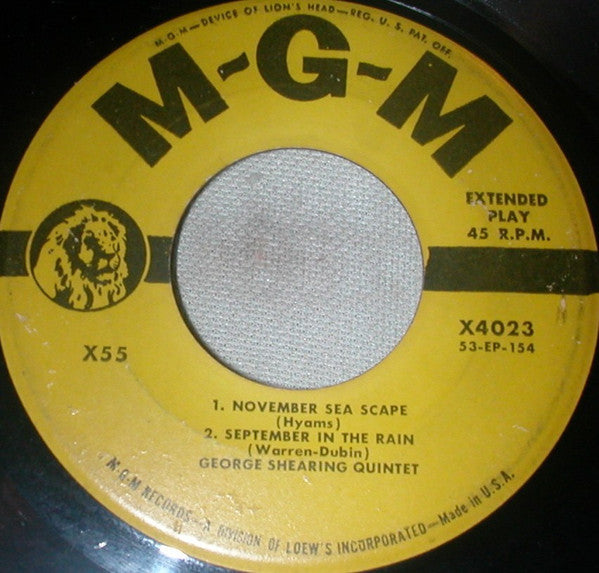 M-G-M—DEVICE OF LION'S HEAD—REG. U. S. PAT. OFF.
M-G-M
EXTENDED
PLAY
45 R.P.M.
X55
X4023
53-EP-154
1. NOVEMBER SEA SCAPE
(Hyams)
2. SEPTEMBER IN THE RAIN
(Warren-Dubin)
GEORGE SHEARING QUINTET
M-G-M RECORDS—A DIVISION OF LOEW'S INCORPORATED—Made in U.S.A.